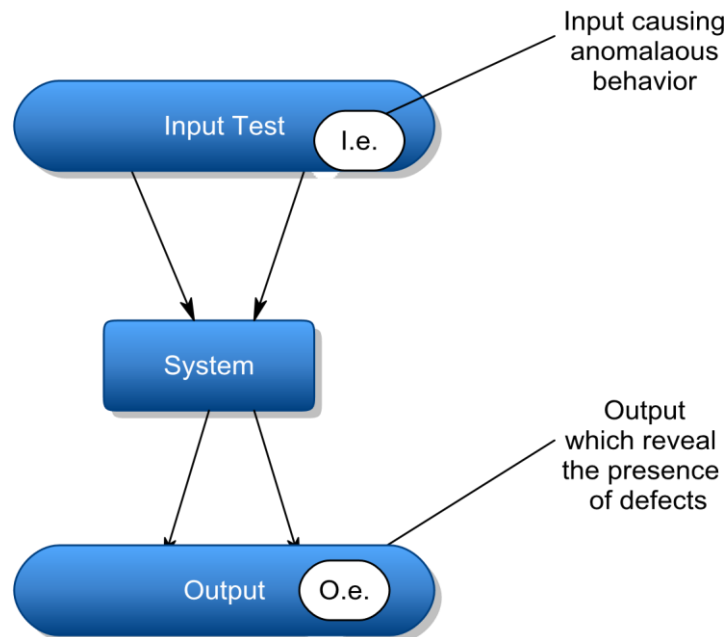 Input causing
anomalaous
behavior
Input Test
I.e.
System
Output
which reveal
the presence
of defects
Output
O.e.